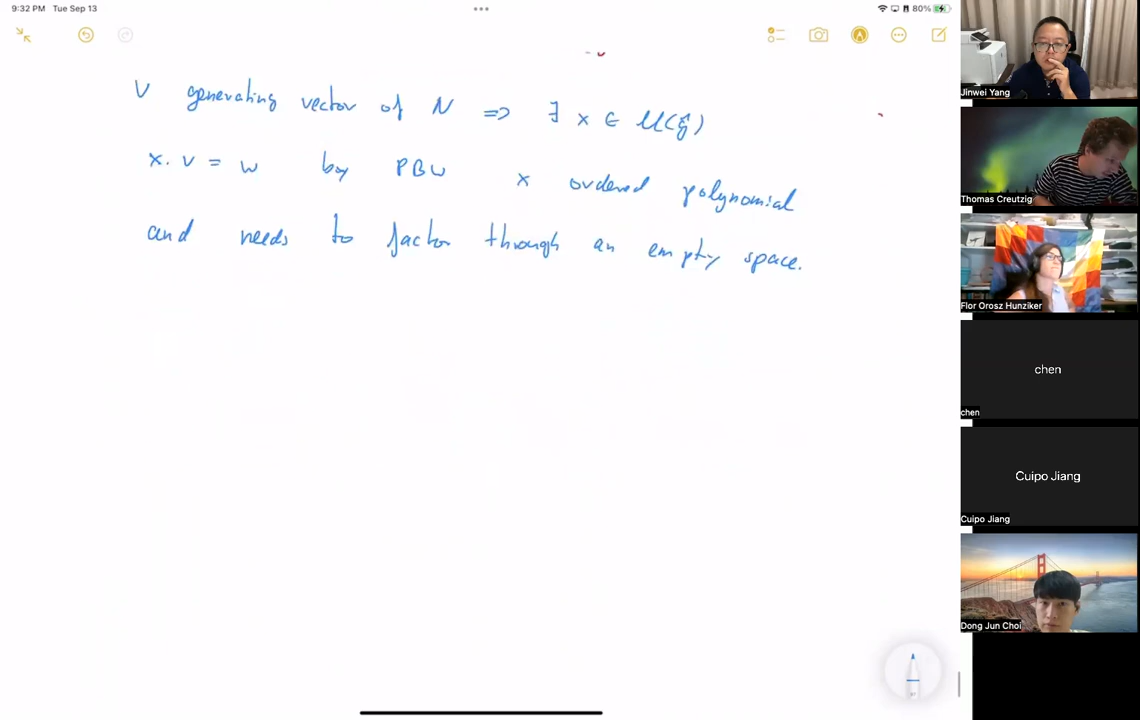 9:32 PM Tue Sep 13
80%
v generating vector of N => ∃ x ∈ U(g)
x. v = w by PBW x ordered polynomial
and needs to factor through an empty space.
Jinwei Yang
Thomas Creutzig
Flor Orosz Hunziker
chen
chen
Cuipo Jiang
Cuipo Jiang
Dong Jun Choi